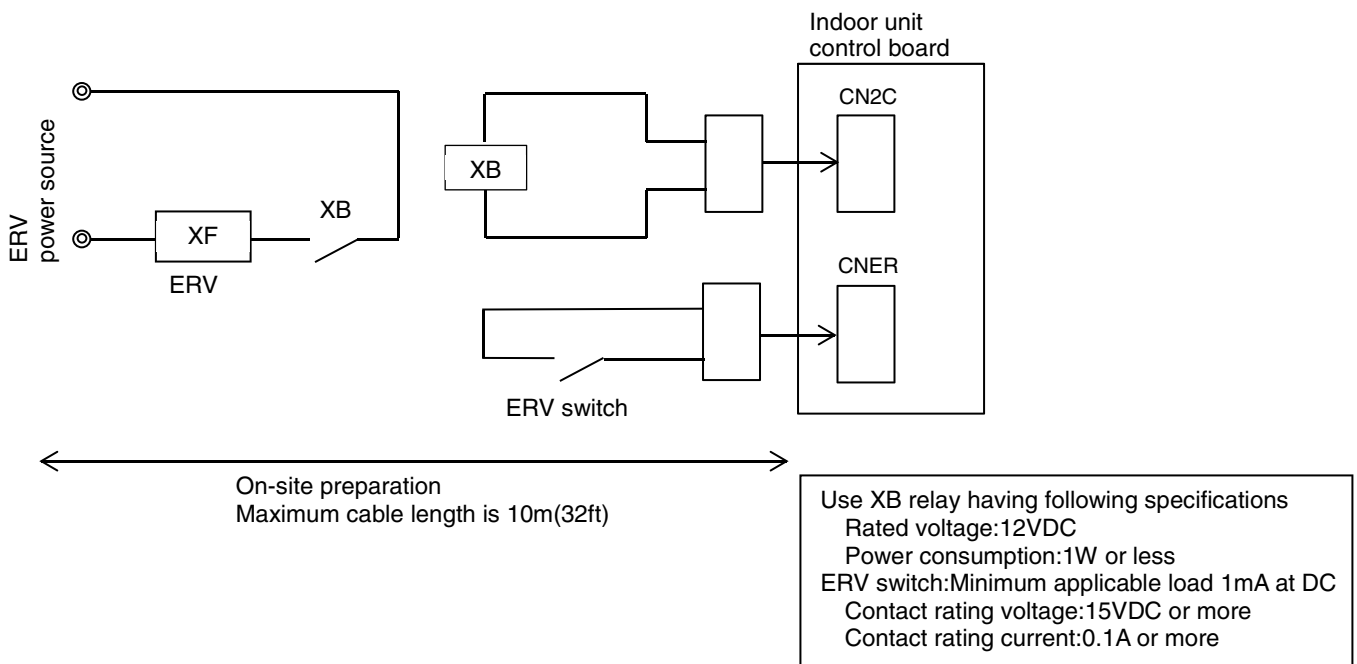 Indoor unit
control board
CN2C
ERV
power source
XB
XB
XF
ERV
CNER
ERV switch
On-site preparation
Maximum cable length is 10m(32ft)
Use XB relay having following specifications
Rated voltage:12VDC
Power consumption:1W or less
ERV switch:Minimum applicable load 1mA at DC
Contact rating voltage:15VDC or more
Contact rating current:0.1A or more